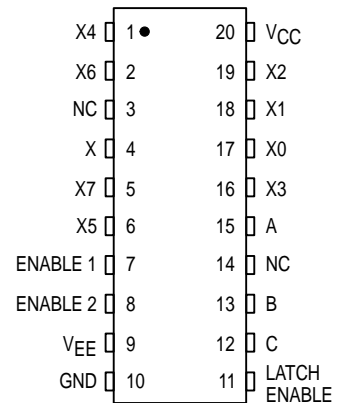 X4 1 20 VCC
X6 2 19 X2
NC 3 18 X1
X 4 17 X0
X7 5 16 X3
X5 6 15 A
ENABLE 1 7 14 NC
ENABLE 2 8 13 B
VEE 9 12 C
GND 10 11 LATCH
ENABLE